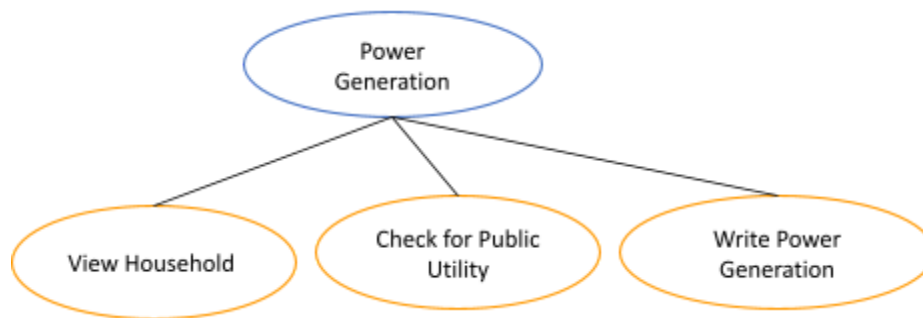 Power
Generation
View Household
Check for Public
Utility
Write Power
Generation